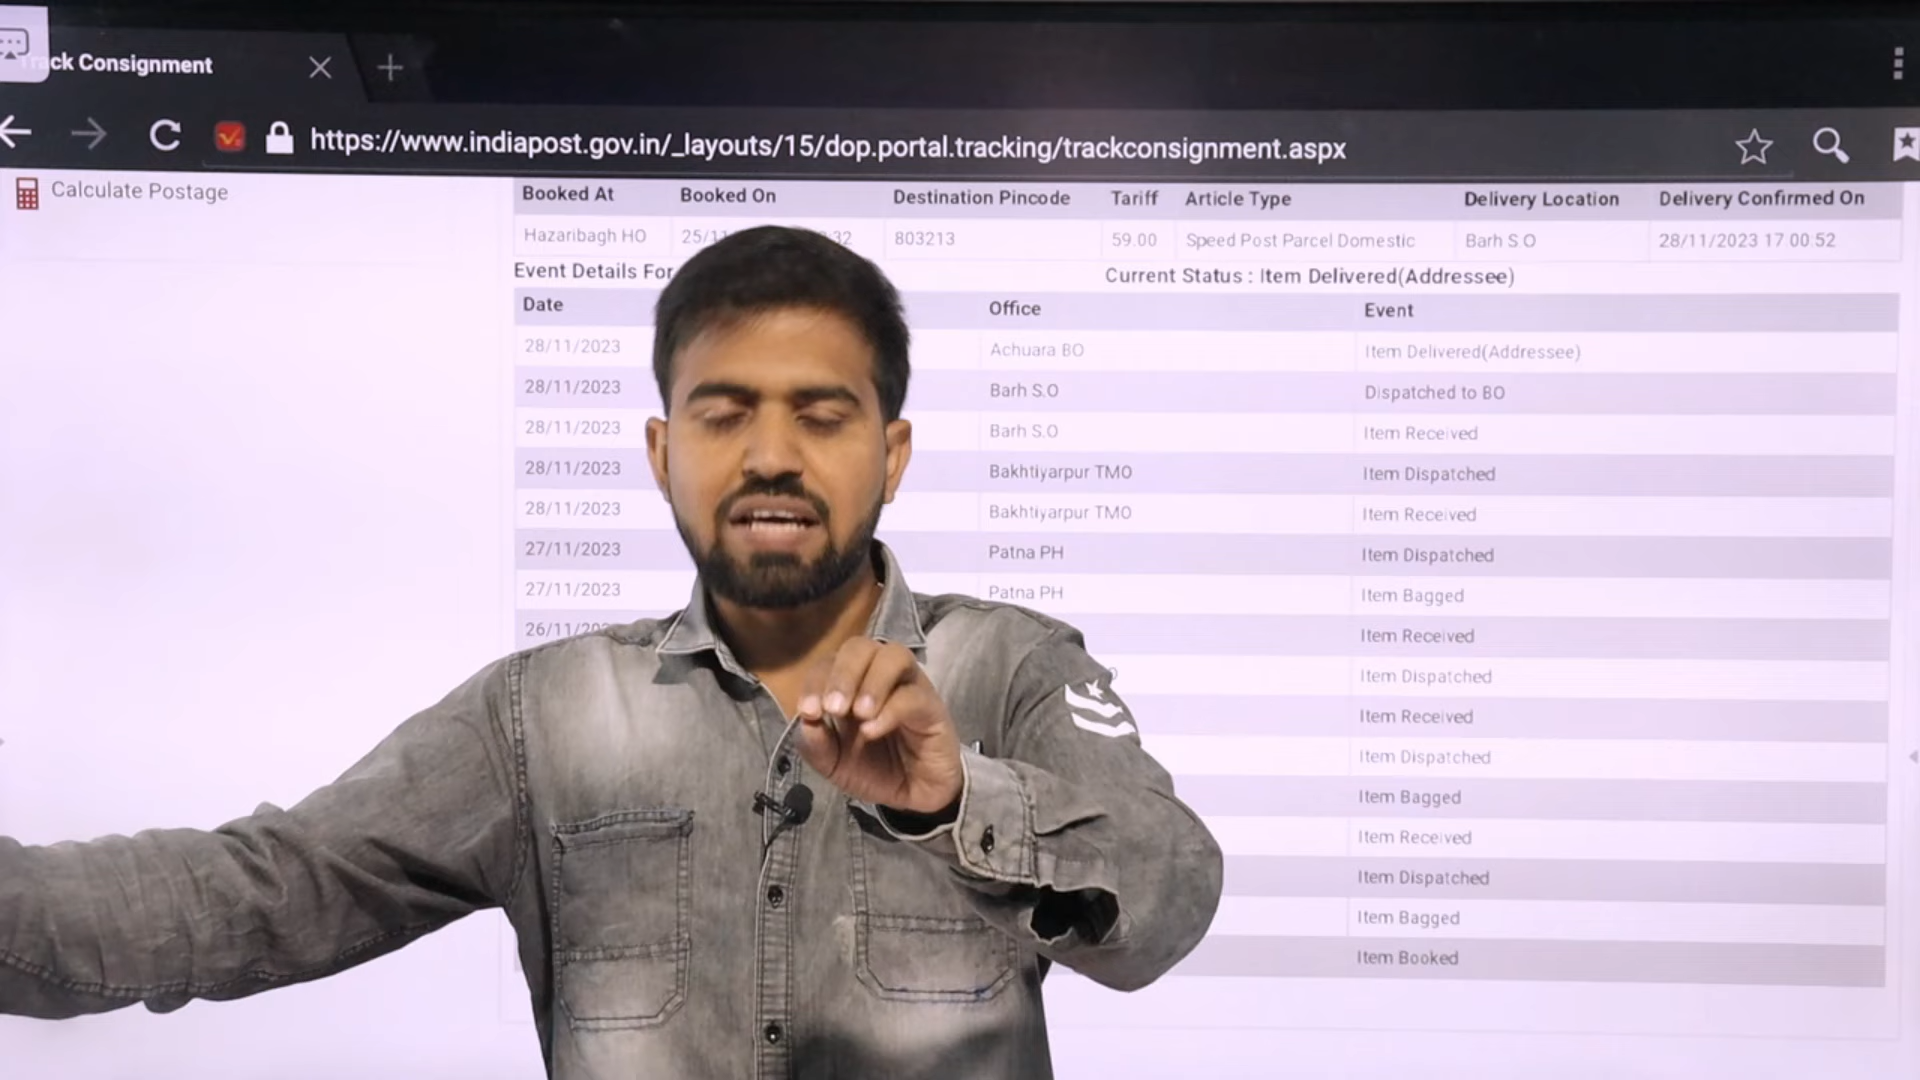 ck Consignment
https://www.indiapost.gov.in/_layouts/15/dop.portal.tracking/trackconsignment.aspx
Calculate Postage
Booked At Booked On Destination Pincode Tariff Article Type Delivery Location Delivery Confirmed On
Hazaribagh HO 25/11 :32 803213 59.00 Speed Post Parcel Domestic Barh S O 28/11/2023 17 00:52
Event Details For Current Status : Item Delivered(Addressee)
Date Office Event
28/11/2023 Achuara BO Item Delivered(Addressee)
28/11/2023 Barh S.O Dispatched to BO
28/11/2023 Barh S.O Item Received
28/11/2023 Bakhtiyarpur TMO Item Dispatched
28/11/2023 Bakhtiyarpur TMO Item Received
27/11/2023 Patna PH Item Dispatched
27/11/2023 Patna PH Item Bagged
26/11/202 Item Received
Item Dispatched
Item Received
Item Dispatched
Item Bagged
Item Received
Item Dispatched
Item Bagged
Item Booked